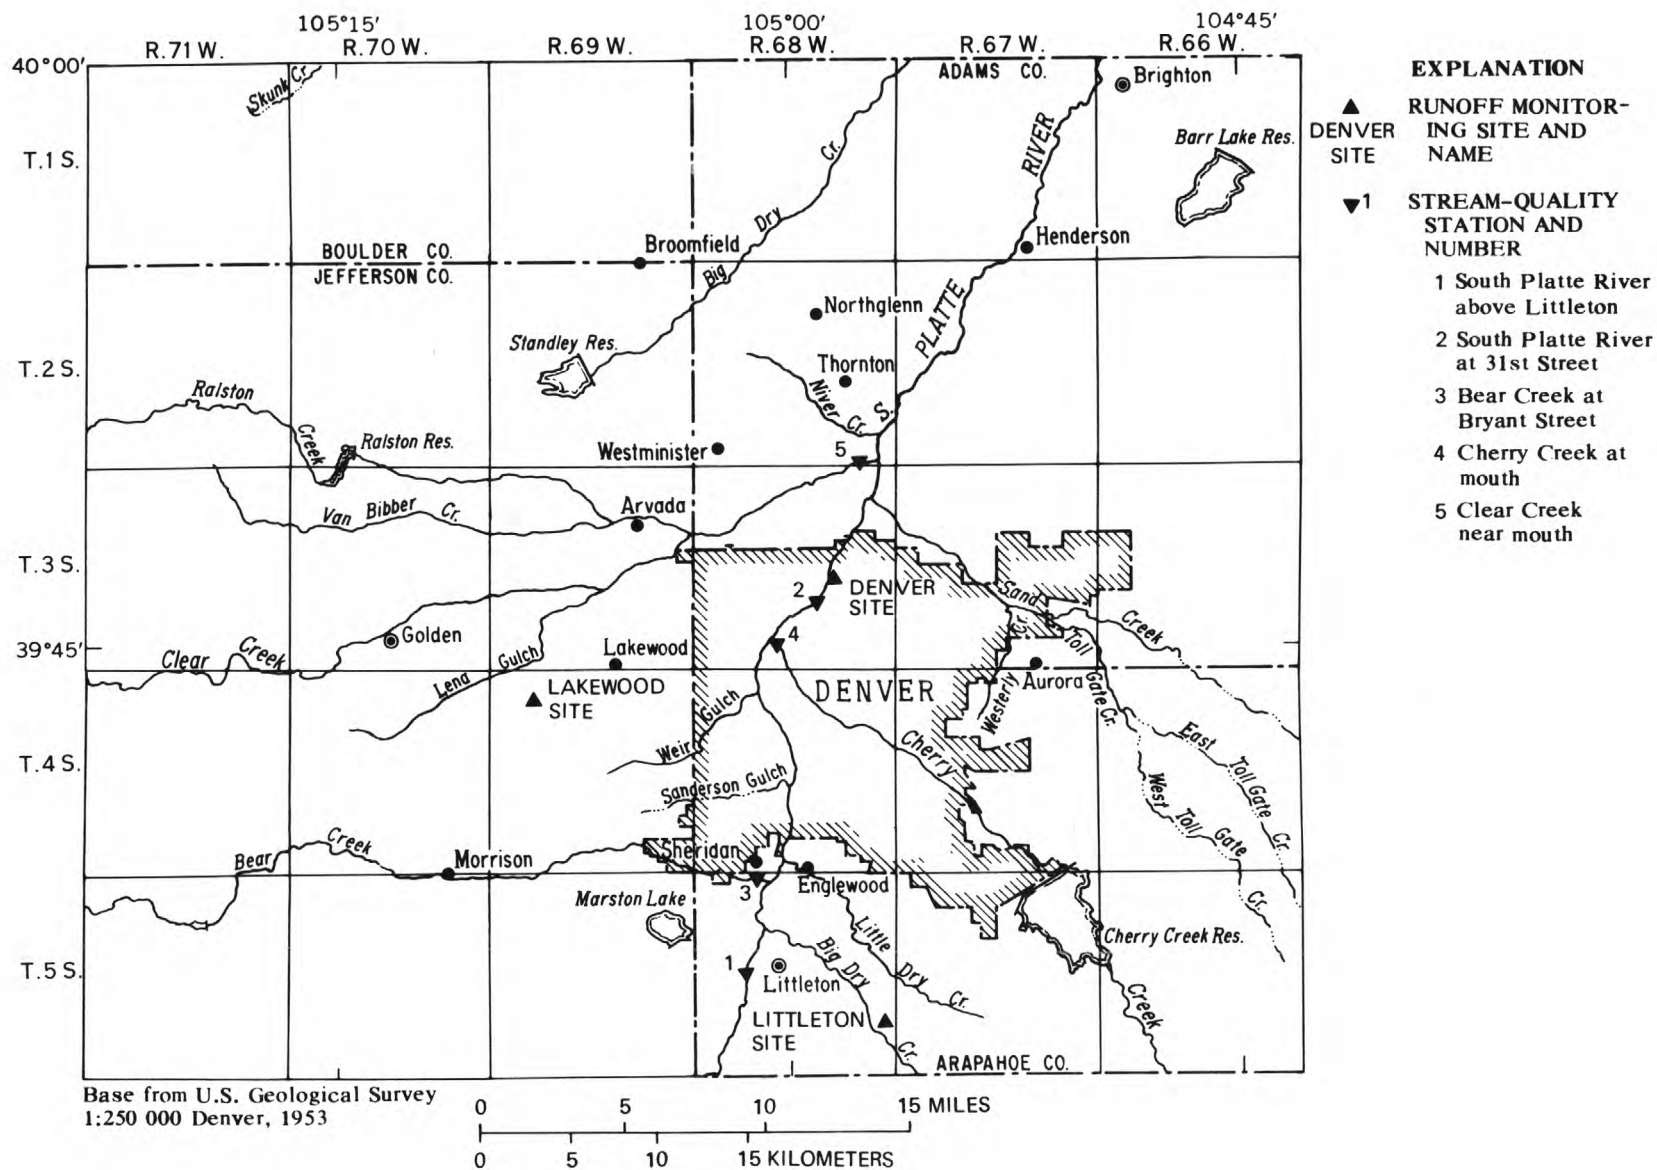 105°15′ 105°00′ 104°45′
R.71 W. R.70 W. R.69 W. R.68 W. R.67 W. R.66 W.
40°00′
T.1 S.
T.2 S.
T.3 S.
39°45′
T.4 S.
T.5 S.
Skunk Cr.
ADAMS CO.
Brighton
Barr Lake Res.
Big Dry Cr.
S. PLATTE RIVER
Henderson
BOULDER CO.
JEFFERSON CO.
Broomfield
Northglenn
Standley Res.
Thornton
Niver Cr.
Ralston Creek
Ralston Res.
Westminister
5
Van Bibber Cr.
Arvada
2
DENVER
SITE
Sand Creek
Golden
Clear Creek
Lena Gulch
Lakewood
LAKEWOOD
SITE
4
DENVER
Westerly Cr.
Toll Gate Cr.
Aurora
Weir Gulch
Cherry Creek
East Toll Gate Cr.
West Toll Gate Cr.
Sanderson Gulch
Bear Creek
Morrison
Sheridan
3
Englewood
Marston Lake
Little Dry Cr.
Cherry Creek Res.
1
Littleton
Big Dry Cr.
LITTLETON
SITE
ARAPAHOE CO.
Base from U.S. Geological Survey
1:250 000 Denver, 1953
0 5 10 15 MILES
0 5 10 15 KILOMETERS
EXPLANATION
DENVER
SITE
RUNOFF MONITOR-
ING SITE AND
NAME
1 STREAM-QUALITY
STATION AND
NUMBER
1 South Platte River
above Littleton
2 South Platte River
at 31st Street
3 Bear Creek at
Bryant Street
4 Cherry Creek at
mouth
5 Clear Creek
near mouth